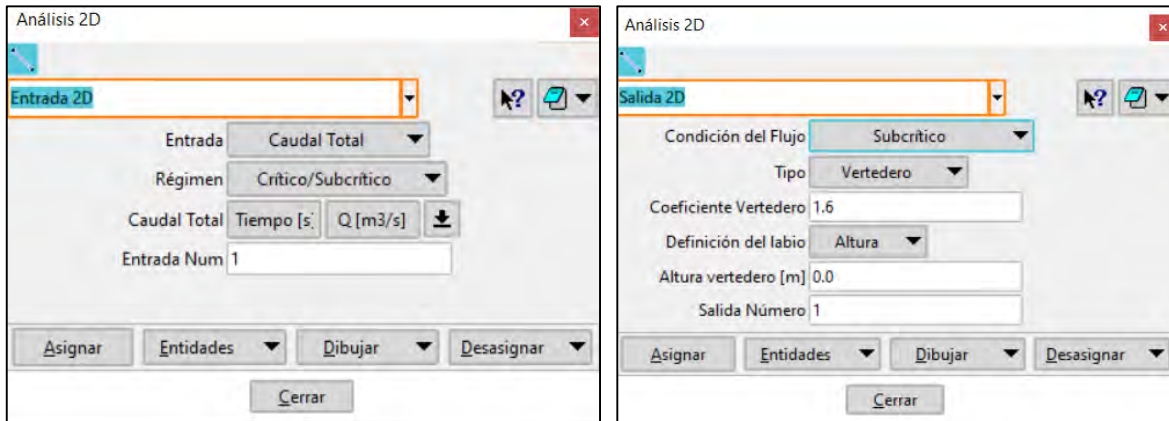 Análisis 2D
Entrada 2D
Entrada Caudal Total
Régimen Crítico/Subcrítico
Caudal Total Tiempo [s] Q [m3/s]
Entrada Num 1
Asignar Entidades Dibujar Desasignar
Cerrar
Análisis 2D
Salida 2D
Condición del Flujo Subcrítico
Tipo Vertedero
Coeficiente Vertedero 1.6
Definición del labio Altura
Altura vertedero [m] 0.0
Salida Número 1
Asignar Entidades Dibujar Desasignar
Cerrar